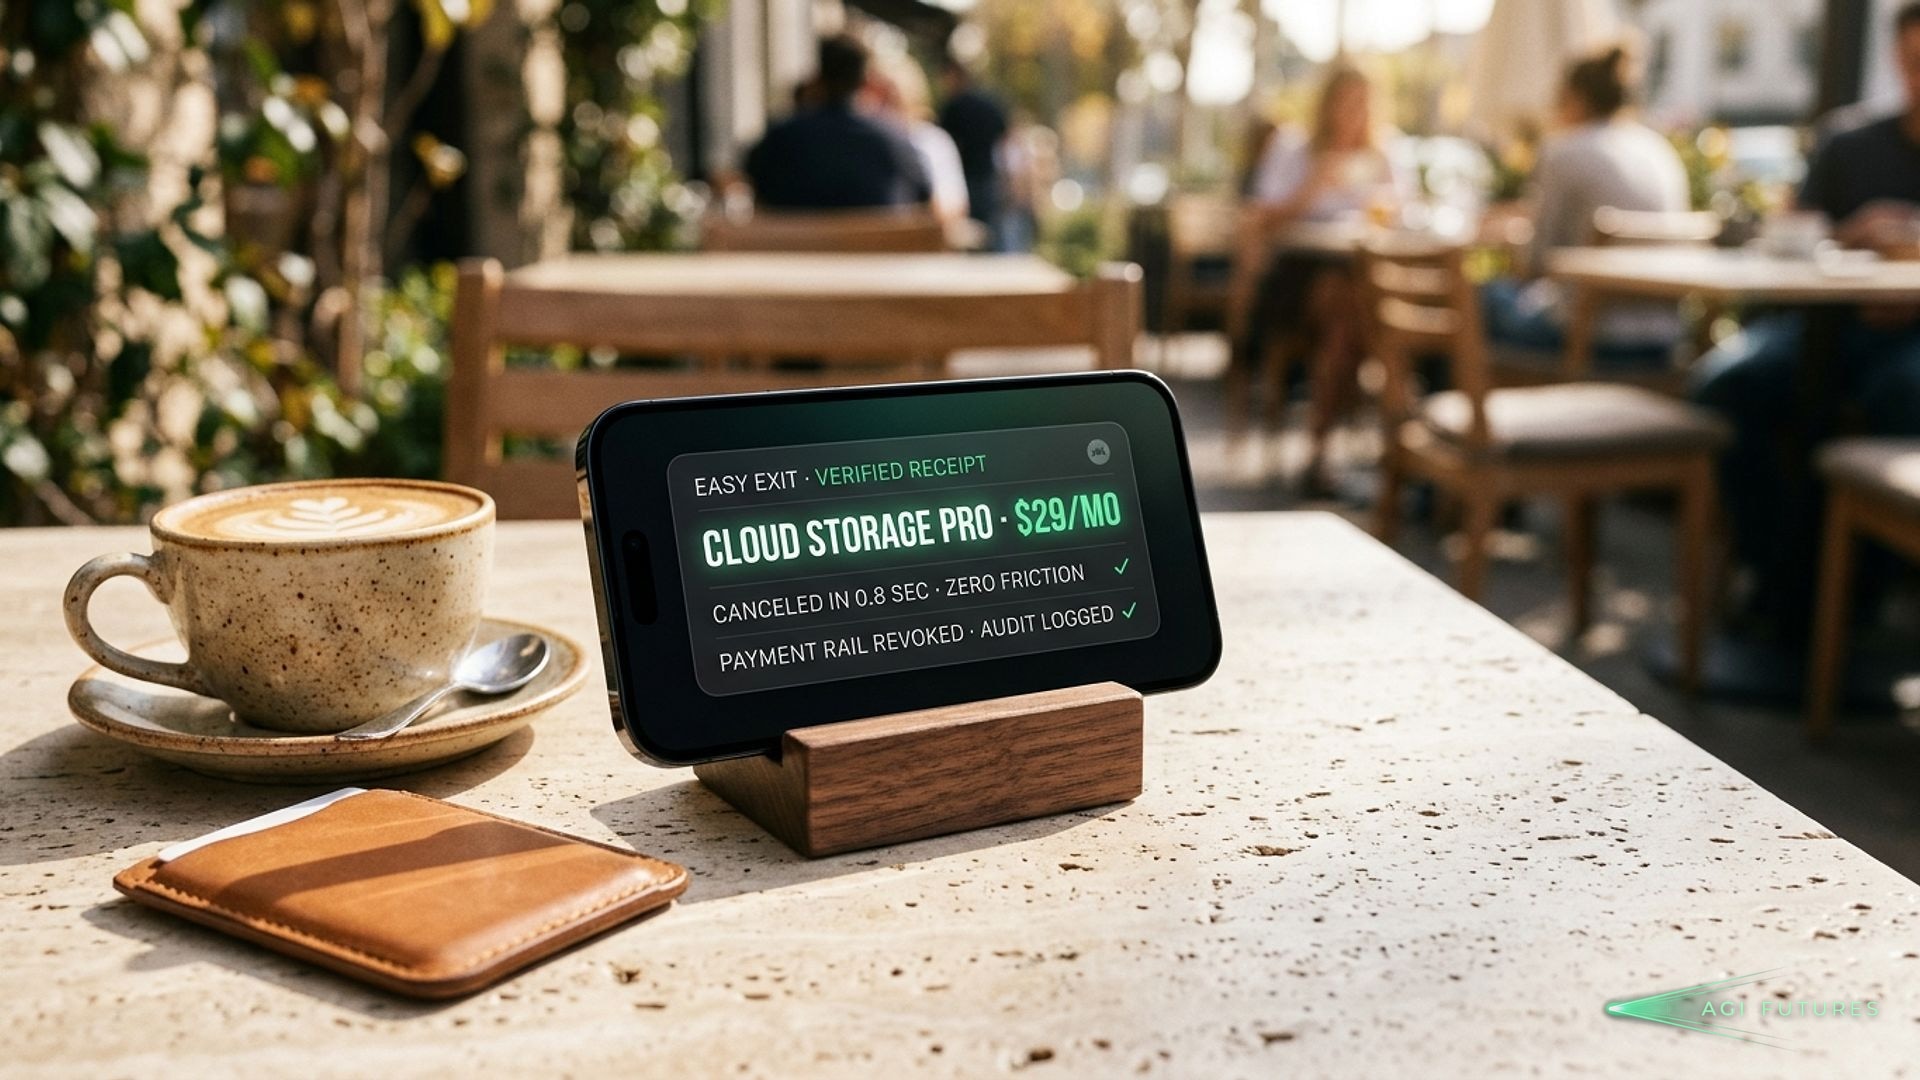 EASY EXIT · VERIFIED RECEIPT
CLOUD STORAGE PRO · $29/MO
CANCELED IN 0.8 SEC · ZERO FRICTION ✓
PAYMENT RAIL REVOKED · AUDIT LOGGED ✓
AGI FUTURES